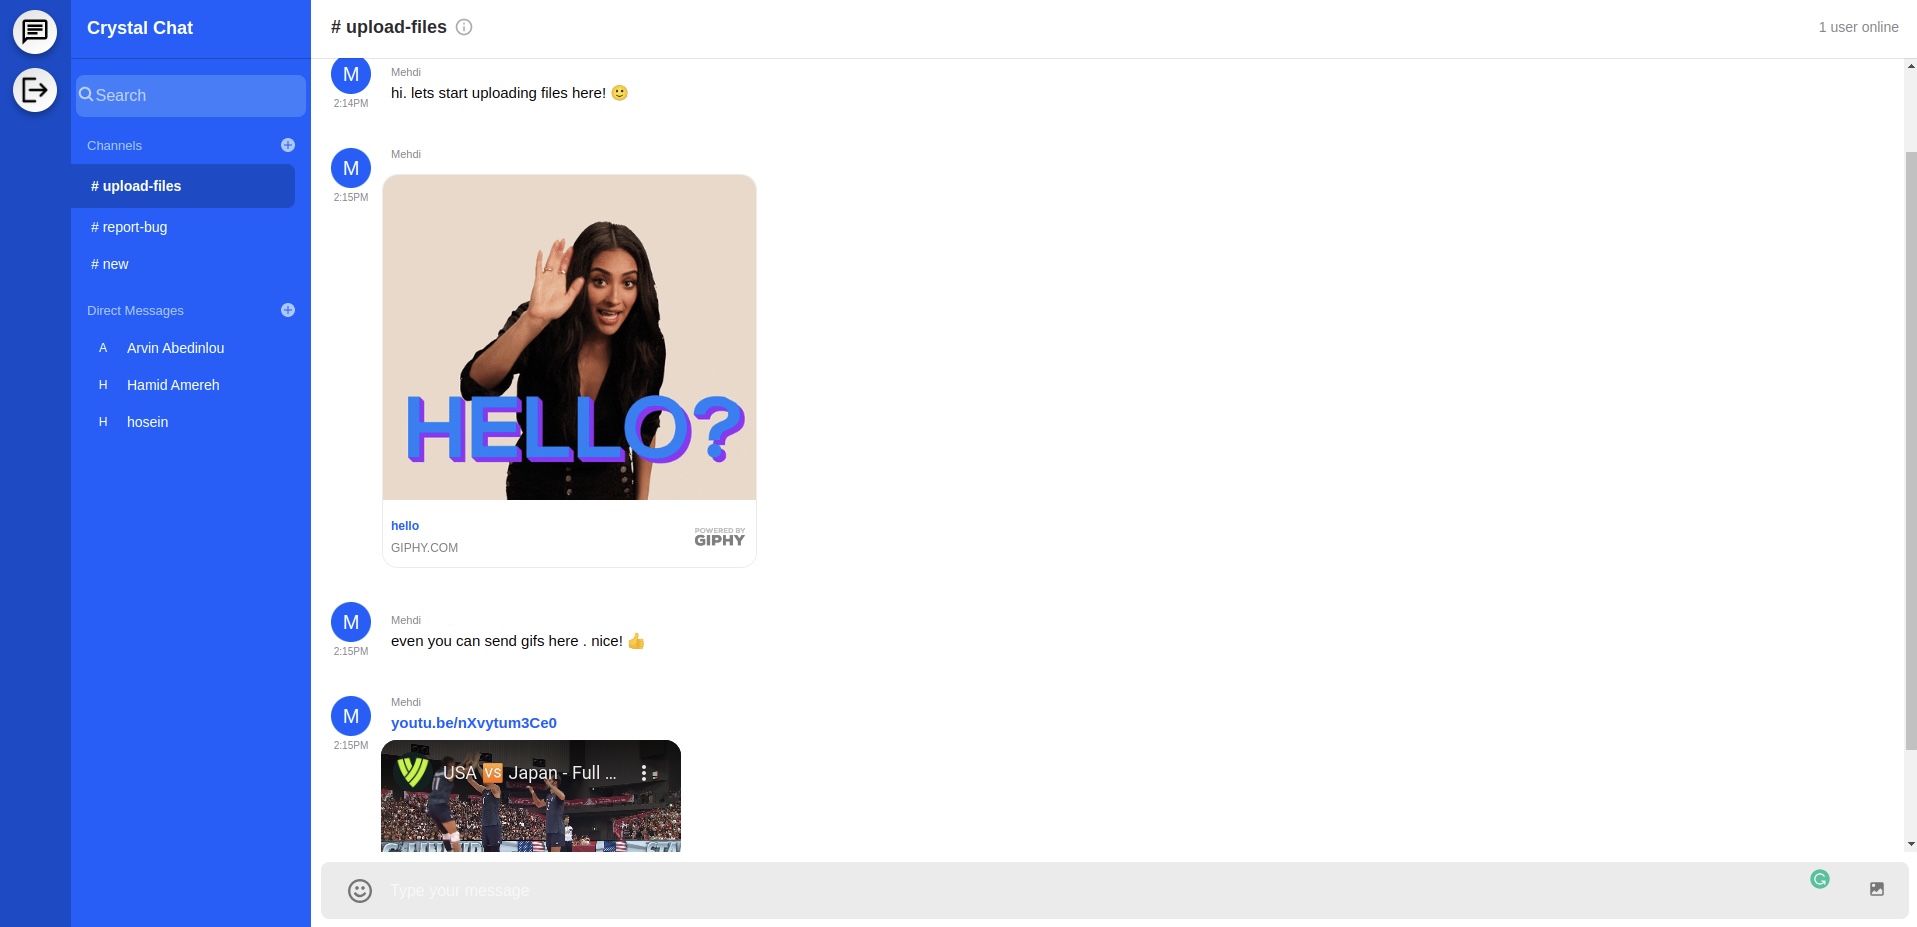 Crystal Chat
# upload-files
1 user online
Search
Channels
# upload-files
# report-bug
# new
Direct Messages
A Arvin Abedinlou
H Hamid Amereh
H hosein
M
Mehdi
hi. lets start uploading files here! 🙂
2:14PM
M
Mehdi
2:15PM
HELLO?
hello
GIPHY.COM
POWERED BY
GIPHY
M
Mehdi
even you can send gifs here . nice! 👍
2:15PM
M
Mehdi
youtu.be/nXvytum3Ce0
2:15PM
USA 🆚 Japan - Full ...
Type your message